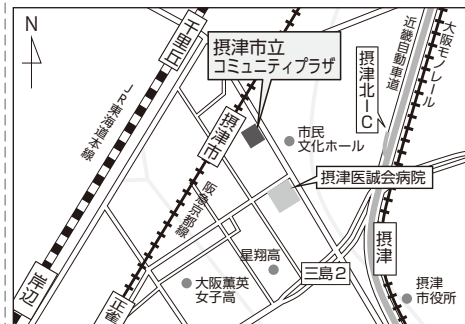 N
千里丘
摂津市立
コミュニティプラザ
JR東海道本線
摂津市
阪急京都線
市民
文化ホール
摂津北IC
近畿自動車道
大阪モノレール
摂津医誠会病院
摂津
星翔高
三島2
大阪薫英
女子高
岸辺
正雀
摂津
市役所